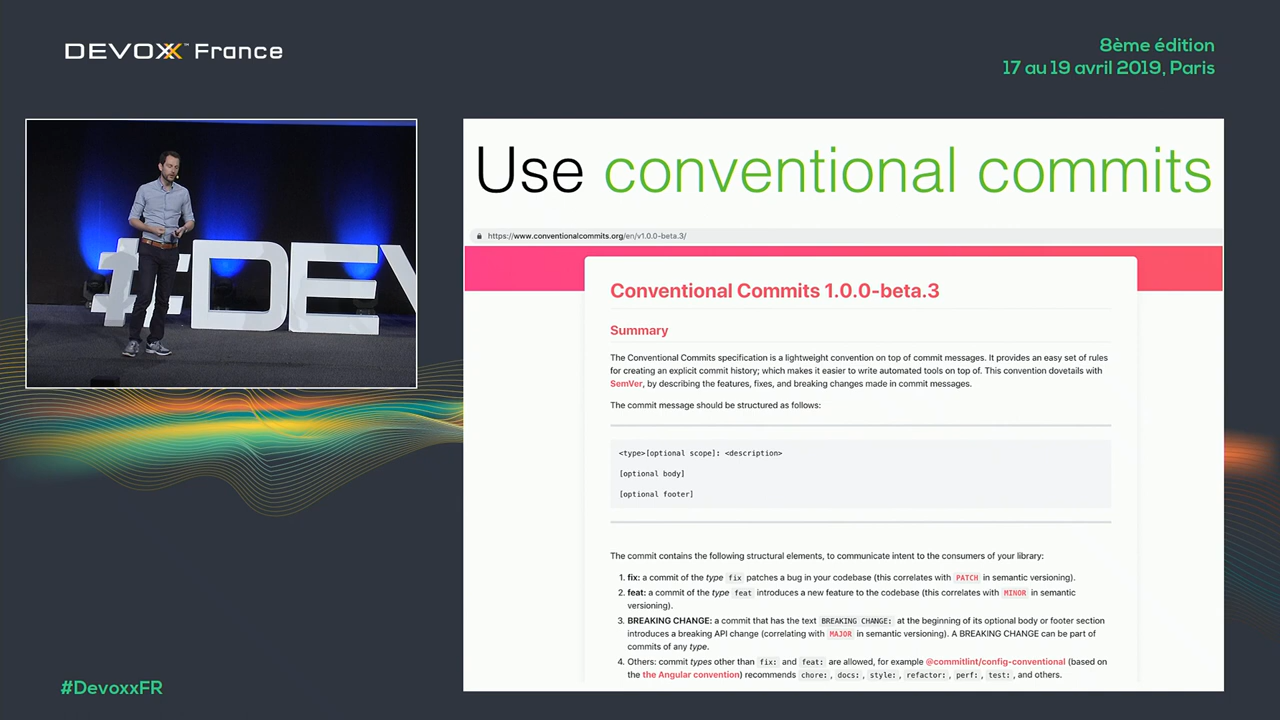 DEVOXX™ France
8ème édition
17 au 19 avril 2019, Paris
#DEV
Use conventional commits
https://www.conventionalcommits.org/en/v1.0.0-beta.3/
Conventional Commits 1.0.0-beta.3
Summary
The Conventional Commits specification is a lightweight convention on top of commit messages. It provides an easy set of rules
for creating an explicit commit history; which makes it easier to write automated tools on top of. This convention dovetails with
SemVer, by describing the features, fixes, and breaking changes made in commit messages.
The commit message should be structured as follows:
<type>[optional scope]: <description>
[optional body]
[optional footer]
The commit contains the following structural elements, to communicate intent to the consumers of your library:
1. fix: a commit of the type fix patches a bug in your codebase (this correlates with PATCH in semantic versioning).
2. feat: a commit of the type feat introduces a new feature to the codebase (this correlates with MINOR in semantic
versioning).
3. BREAKING CHANGE: a commit that has the text BREAKING CHANGE: at the beginning of its optional body or footer section
introduces a breaking API change (correlating with MAJOR in semantic versioning). A BREAKING CHANGE can be part of
commits of any type.
4. Others: commit types other than fix: and feat: are allowed, for example @commitlint/config-conventional (based on
the the Angular convention) recommends chore:, docs:, style:, refactor:, perf:, test:, and others.
#DevoxxFR